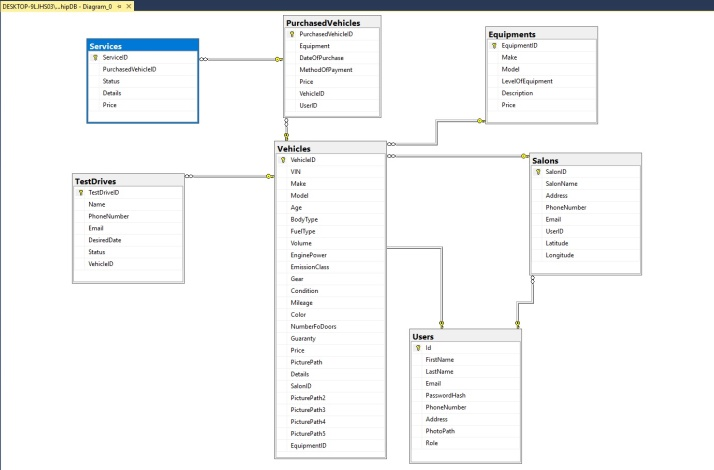 DESKTOP-9LJHS03\...hipDB - Diagram_0
Services
ServiceID
PurchasedVehicleID
Status
Details
Price
PurchasedVehicles
PurchasedVehicleID
Equipment
DateOfPurchase
MethodOfPayment
Price
VehicleID
UserID
Equipments
EquipmentID
Make
Model
LevelOfEquipment
Description
Price
TestDrives
TestDriveID
Name
PhoneNumber
Email
DesiredDate
Status
VehicleID
Vehicles
VehicleID
VIN
Make
Model
Age
BodyType
FuelType
Volume
EnginePower
EmissionClass
Gear
Condition
Mileage
Color
NumberFoDoors
Guaranty
Price
PicturePath
Details
SalonID
PicturePath2
PicturePath3
PicturePath4
PicturePath5
EquipmentID
Salons
SalonID
SalonName
Address
PhoneNumber
Email
UserID
Latitude
Longitude
Users
Id
FirstName
LastName
Email
PasswordHash
PhoneNumber
Address
PhotoPath
Role